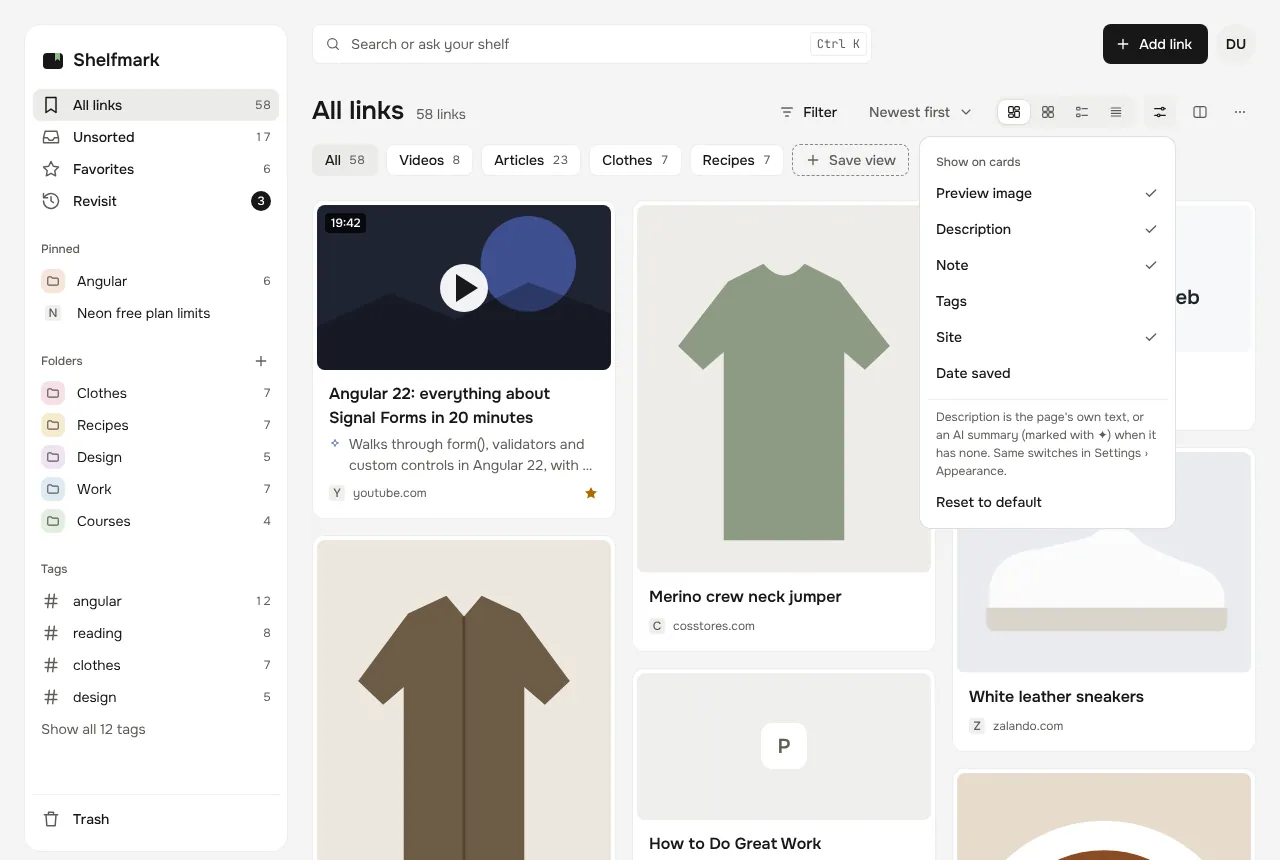 Shelfmark
All links 58
Unsorted 17
Favorites 6
Revisit 3
Pinned
Angular 6
N Neon free plan limits
Folders
Clothes 7
Recipes 7
Design 5
Work 7
Courses 4
Tags
angular 12
reading 8
clothes 7
design 5
Show all 12 tags
Trash
Search or ask your shelf Ctrl K
Add link
DU
All links 58 links
Filter
Newest first
All 58
Videos 8
Articles 23
Clothes 7
Recipes 7
Save view
19:42
Angular 22: everything about
Signal Forms in 20 minutes
Walks through form(), validators and
custom controls in Angular 22, with ...
Y youtube.com
Merino crew neck jumper
C cosstores.com
P
How to Do Great Work
eb
Show on cards
Preview image
Description
Note
Tags
Site
Date saved
Description is the page's own text, or
an AI summary (marked with ✦) when it
has none. Same switches in Settings ›
Appearance.
Reset to default
White leather sneakers
Z zalando.com